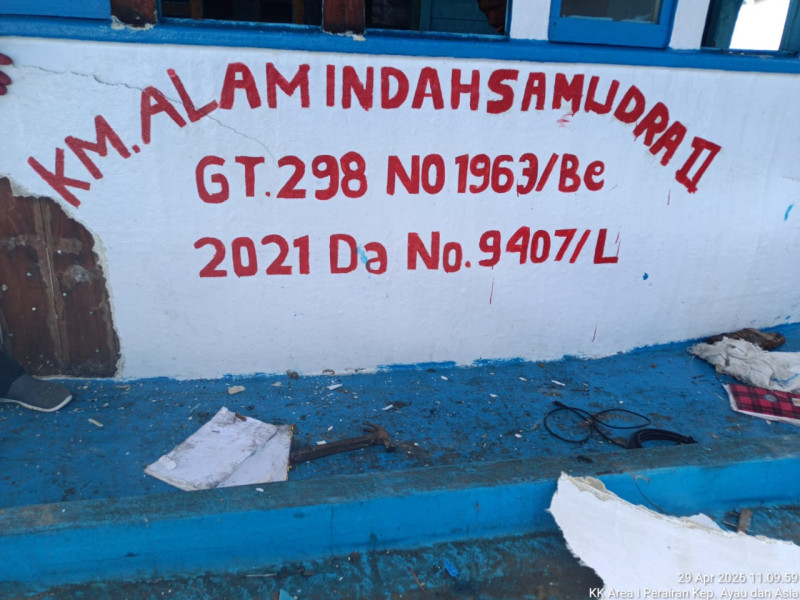 KM. ALAM INDAH SAMUDRA II
GT. 298 NO 1963/Be
2021 Da No. 9407/L
29 Apr 2026 11.09.59
KK Area I Perairan Kep. Ayau dan Asia